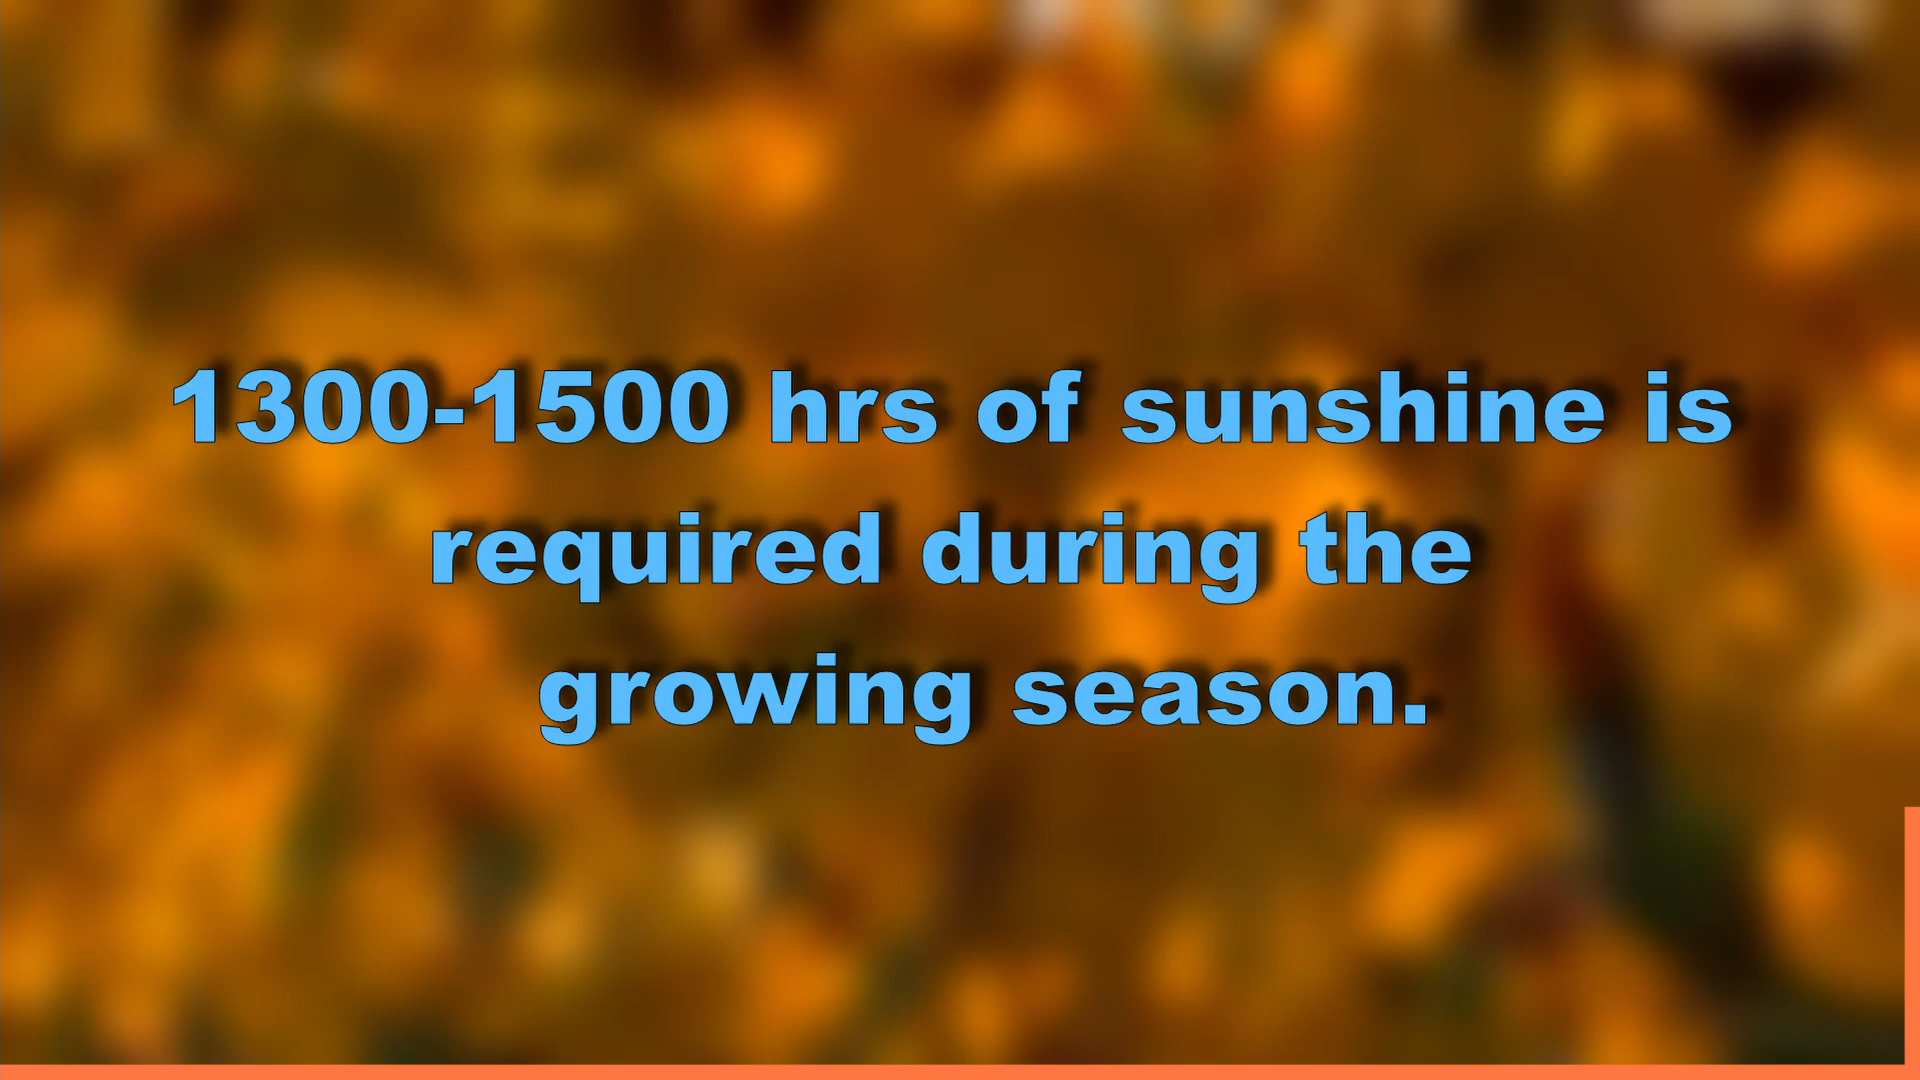 1300-1500 hrs of sunshine is
required during the
growing season.